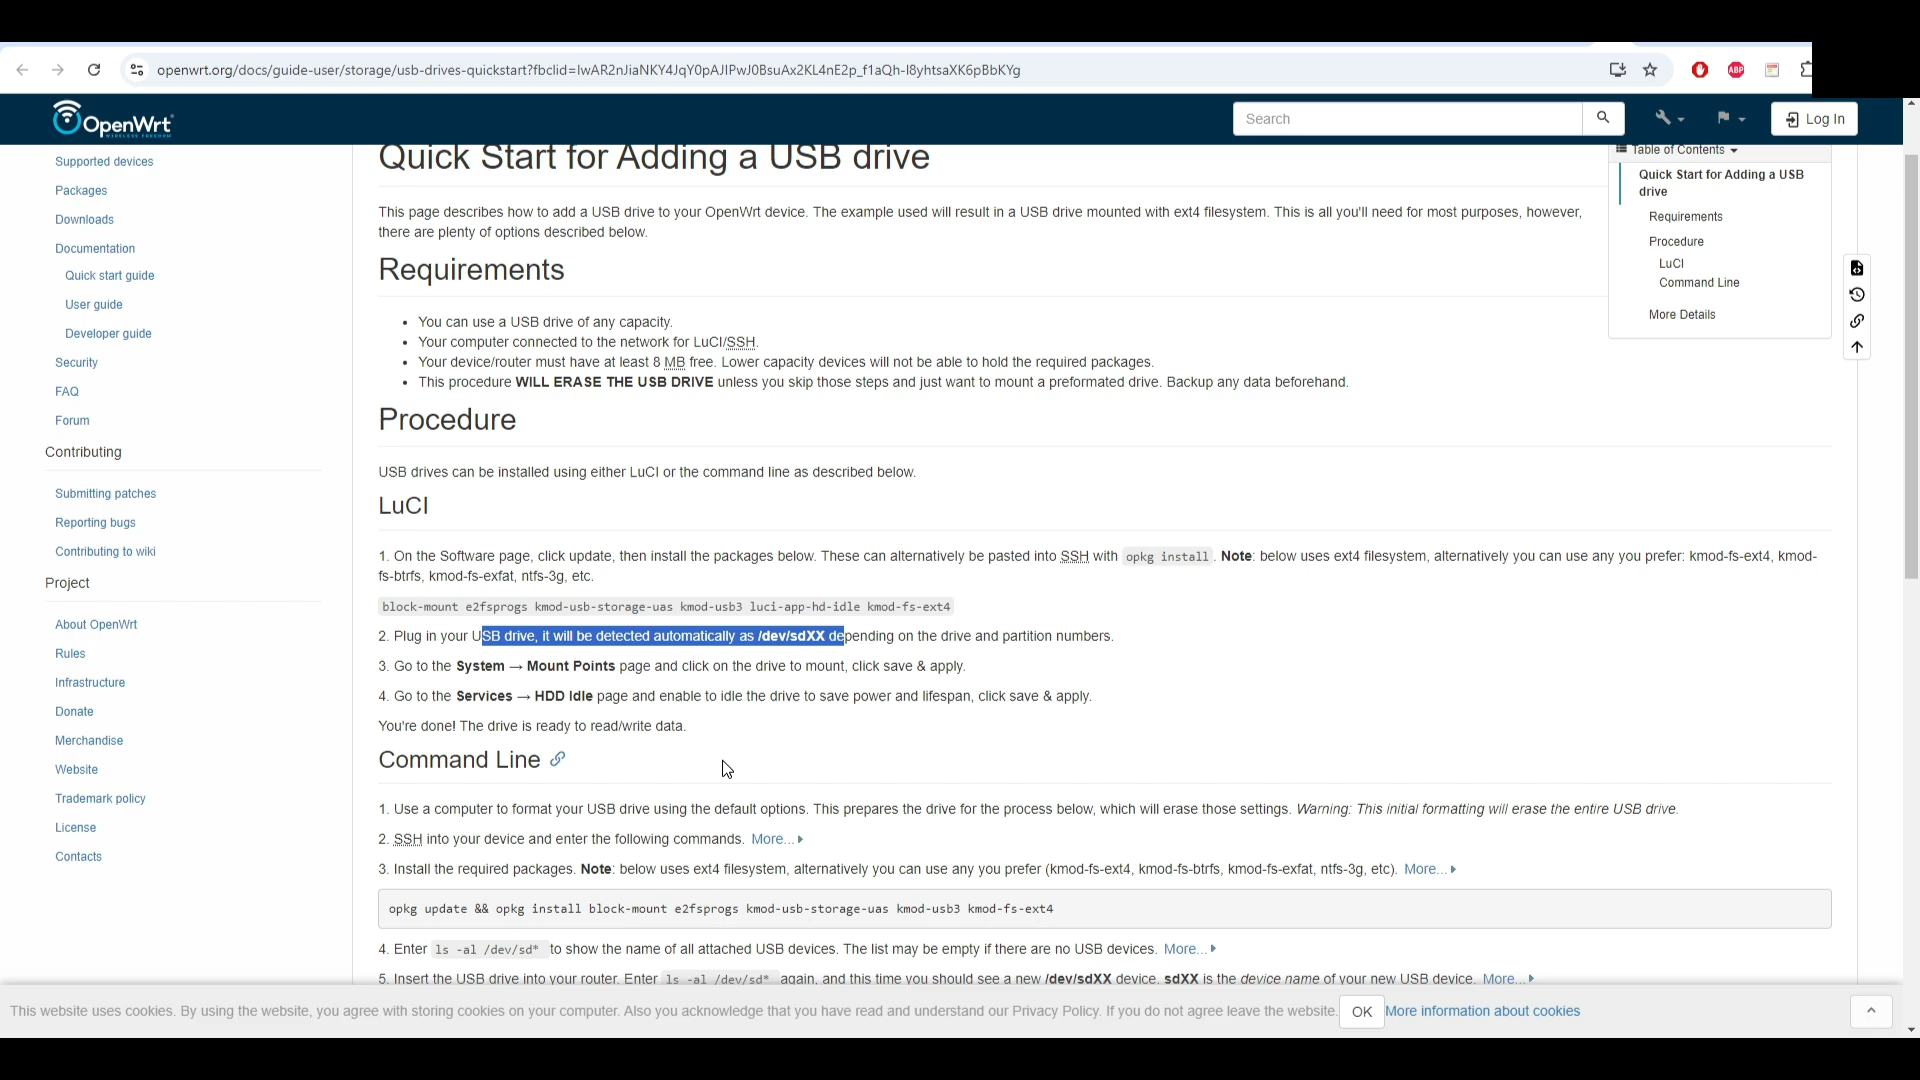 openwrt.org/docs/guide-user/storage/usb-drives-quickstart?fbclid=IwAR2nJiaNKY4JqY0pAJIPwJ0BsuAx2KL4nE2p_f1aQh-I8yhtsaXK6pBbKYg
ABP
OpenWrt
WIRELESS FREEDOM
Search
Log In
Supported devices
Packages
Downloads
Documentation
Quick start guide
User guide
Developer guide
Security
FAQ
Forum
Contributing
Submitting patches
Reporting bugs
Contributing to wiki
Project
About OpenWrt
Rules
Infrastructure
Donate
Merchandise
Website
Trademark policy
License
Contacts
Quick Start for Adding a USB drive
This page describes how to add a USB drive to your OpenWrt device. The example used will result in a USB drive mounted with ext4 filesystem. This is all you'll need for most purposes, however,
there are plenty of options described below.
Requirements
• You can use a USB drive of any capacity.
• Your computer connected to the network for LuCI/SSH.
• Your device/router must have at least 8 MB free. Lower capacity devices will not be able to hold the required packages.
• This procedure WILL ERASE THE USB DRIVE unless you skip those steps and just want to mount a preformated drive. Backup any data beforehand.
Procedure
USB drives can be installed using either LuCI or the command line as described below.
LuCI
1. On the Software page, click update, then install the packages below. These can alternatively be pasted into SSH with opkg install. Note: below uses ext4 filesystem, alternatively you can use any you prefer: kmod-fs-ext4, kmod-
fs-btrfs, kmod-fs-exfat, ntfs-3g, etc.
block-mount e2fsprogs kmod-usb-storage-uas kmod-usb3 luci-app-hd-idle kmod-fs-ext4
2. Plug in your USB drive, it will be detected automatically as /dev/sdXX depending on the drive and partition numbers.
3. Go to the System → Mount Points page and click on the drive to mount, click save & apply.
4. Go to the Services → HDD Idle page and enable to idle the drive to save power and lifespan, click save & apply.
You're done! The drive is ready to read/write data.
Command Line
1. Use a computer to format your USB drive using the default options. This prepares the drive for the process below, which will erase those settings. Warning: This initial formatting will erase the entire USB drive.
2. SSH into your device and enter the following commands. More...
3. Install the required packages. Note: below uses ext4 filesystem, alternatively you can use any you prefer (kmod-fs-ext4, kmod-fs-btrfs, kmod-fs-exfat, ntfs-3g, etc). More...
opkg update && opkg install block-mount e2fsprogs kmod-usb-storage-uas kmod-usb3 kmod-fs-ext4
4. Enter ls -al /dev/sd* to show the name of all attached USB devices. The list may be empty if there are no USB devices. More...
5. Insert the USB drive into your router. Enter ls -al /dev/sd* again, and this time you should see a new /dev/sdXX device. sdXX is the device name of your new USB device. More...
Table of Contents
Quick Start for Adding a USB
drive
Requirements
Procedure
LuCI
Command Line
More Details
This website uses cookies. By using the website, you agree with storing cookies on your computer. Also you acknowledge that you have read and understand our Privacy Policy. If you do not agree leave the website. OK More information about cookies